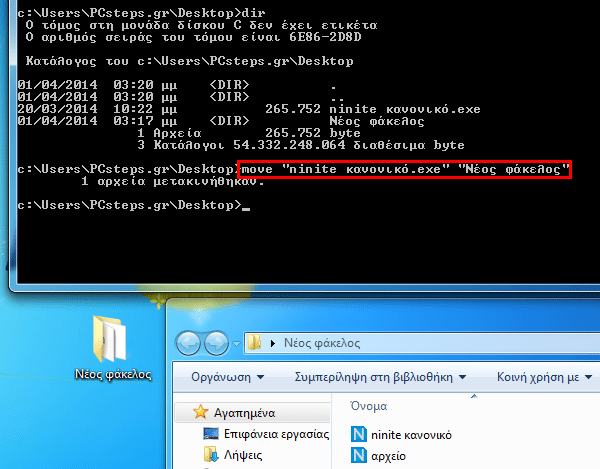 c:\Users\PCsteps.gr\Desktop>dir
Ο τόμος στη μονάδα δίσκου C δεν έχει ετικέτα
Ο αριθμός σειράς του τόμου είναι 6E86-2D8D
Κατάλογος του c:\Users\PCsteps.gr\Desktop
01/04/2014 03:20 μμ <DIR> .
01/04/2014 03:20 μμ <DIR> ..
20/03/2014 10:22 μμ 265.752 ninite κανονικό.exe
01/04/2014 03:17 μμ <DIR> Νέος φάκελος
1 Αρχεία 265.752 byte
3 Κατάλογοι 54.332.248.064 διαθέσιμα byte
c:\Users\PCsteps.gr\Desktop>move "ninite κανονικό.exe" "Νέος φάκελος"
1 αρχεία μετακινήθηκαν.
c:\Users\PCsteps.gr\Desktop>_
Νέος φάκελος
Νέος φάκελος
Οργάνωση Συμπερίληψη στη βιβλιοθήκη Κοινή χρήση με
Αγαπημένα
Επιφάνεια εργασίας
Λήψεις
Όνομα
ninite κανονικό
αρχείο